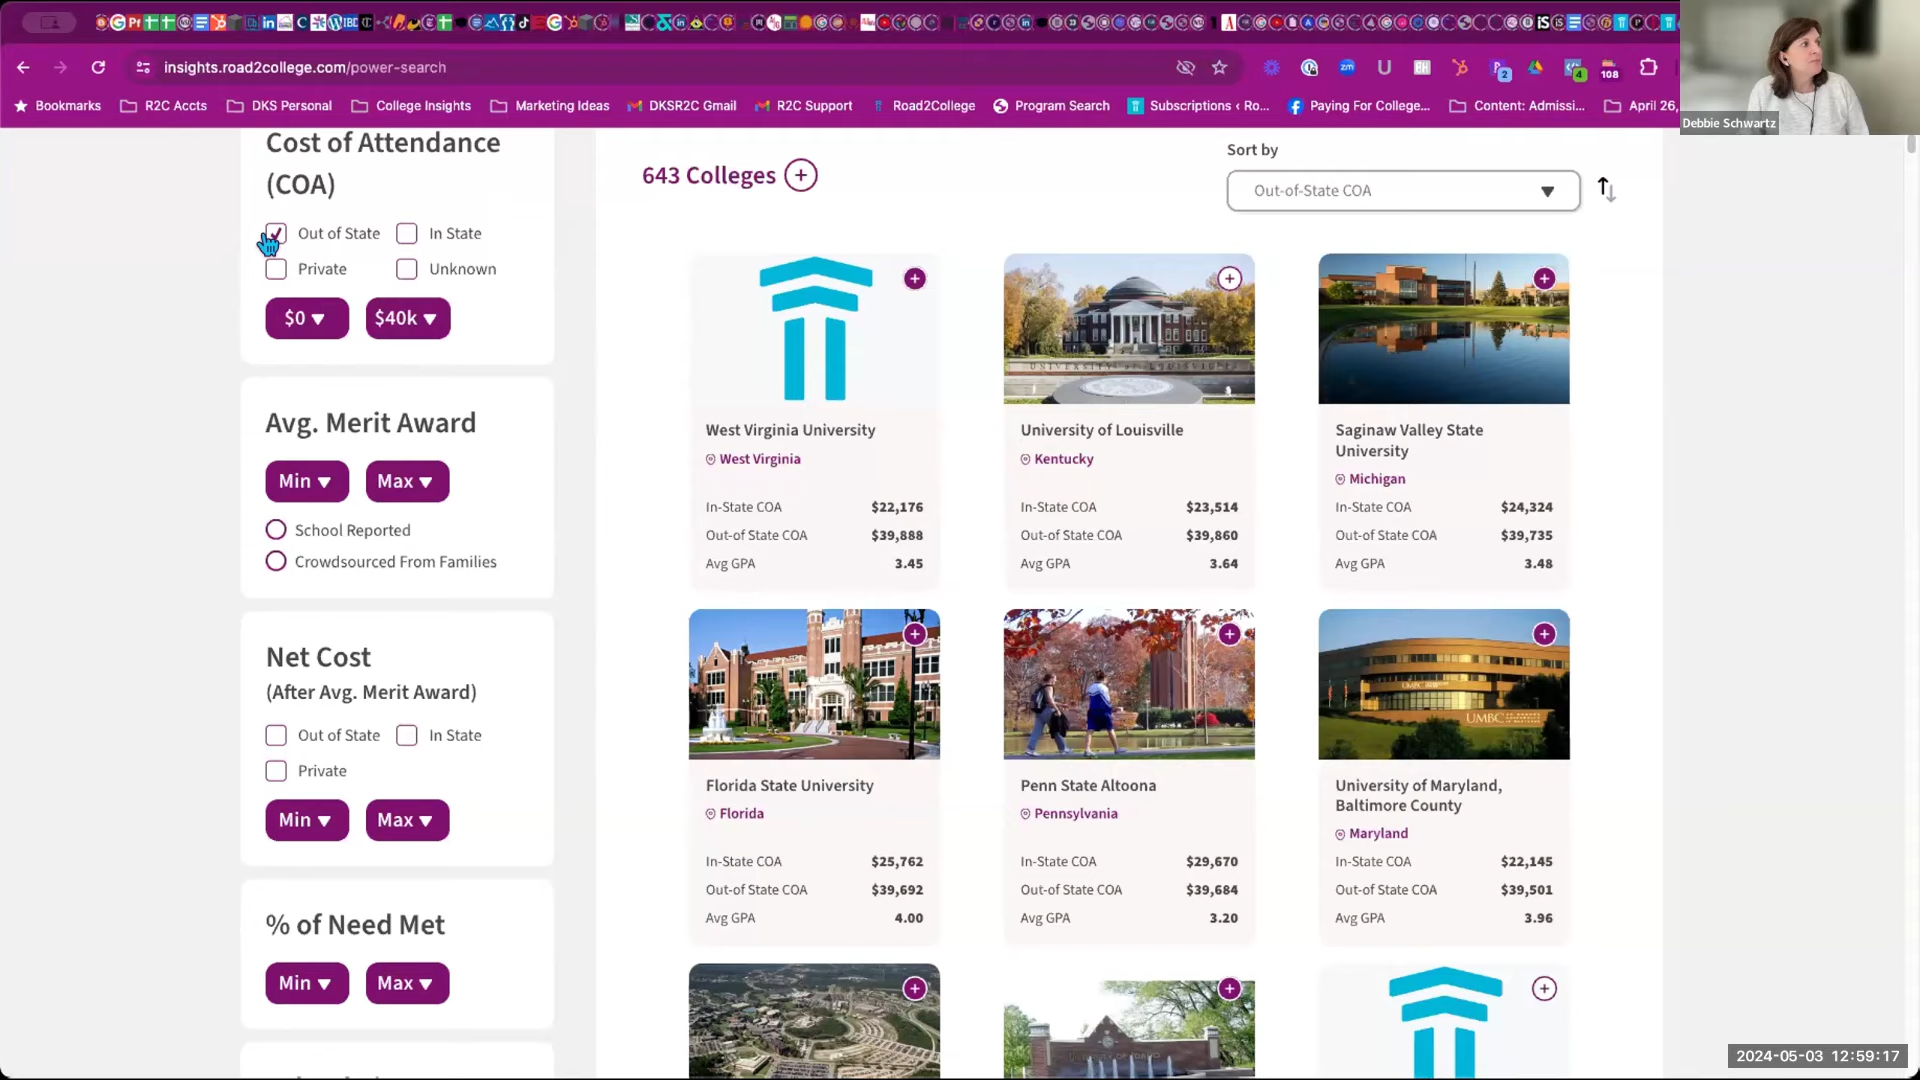 insights.road2college.com/power-search
2
4
108
Bookmarks
R2C Accts
DKS Personal
College Insights
Marketing Ideas
DKSR2C Gmail
R2C Support
Road2College
Program Search
Subscriptions ‹ Ro...
Paying For College...
Content: Admissi...
April 26,
Debbie Schwartz
Cost of Attendance
(COA)
Out of State
In State
Private
Unknown
$0
$40k
Avg. Merit Award
Min
Max
School Reported
Crowdsourced From Families
Net Cost
(After Avg. Merit Award)
Out of State
In State
Private
Min
Max
% of Need Met
Min
Max
643 Colleges
Sort by
Out-of-State COA
West Virginia University
West Virginia
In-State COA $22,176
Out-of State COA $39,888
Avg GPA 3.45
UNIVERSITY of LOUISVILLE
University of Louisville
Kentucky
In-State COA $23,514
Out-of State COA $39,860
Avg GPA 3.64
Saginaw Valley State
University
Michigan
In-State COA $24,324
Out-of State COA $39,735
Avg GPA 3.48
Florida State University
Florida
In-State COA $25,762
Out-of State COA $39,692
Avg GPA 4.00
Penn State Altoona
Pennsylvania
In-State COA $29,670
Out-of State COA $39,684
Avg GPA 3.20
UMBC
University of Maryland,
Baltimore County
Maryland
In-State COA $22,145
Out-of State COA $39,501
Avg GPA 3.96
2024-05-03 12:59:17